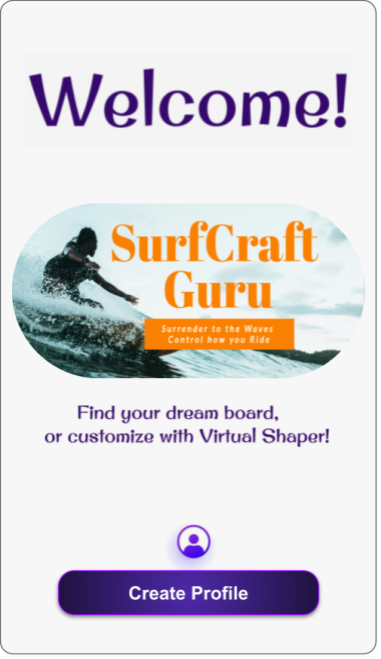 Welcome!
SurfCraft
Guru
Surrender to the Waves
Control how you Ride
Find your dream board,
or customize with Virtual Shaper!
Create Profile